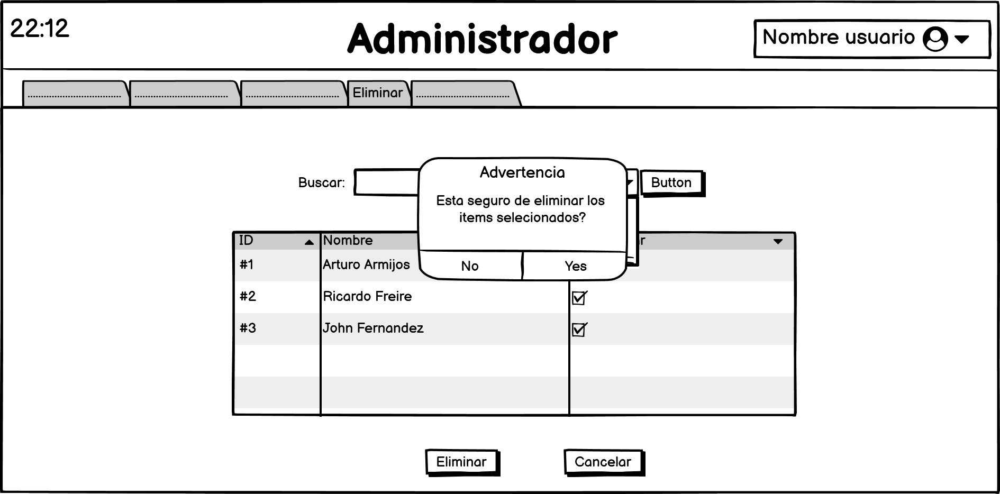 22:12
Administrador
Nombre usuario
Eliminar
Advertencia
Buscar:
Button
Esta seguro de eliminar los
items selecionados?
ID
Nombre
No
Yes
#1
Arturo Armijos
#2
Ricardo Freire
#3
John Fernandez
Eliminar
Cancelar